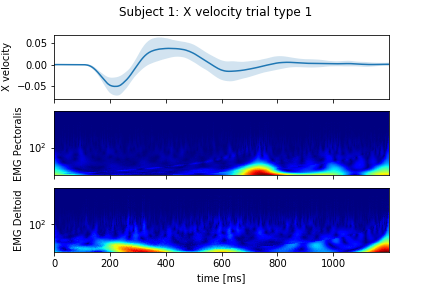 Subject 1: X velocity trial type 1
0.05
0.00
−0.05
X velocity
10²
EMG Pectoralis
10²
EMG Deltoid
0 200 400 600 800 1000
time [ms]